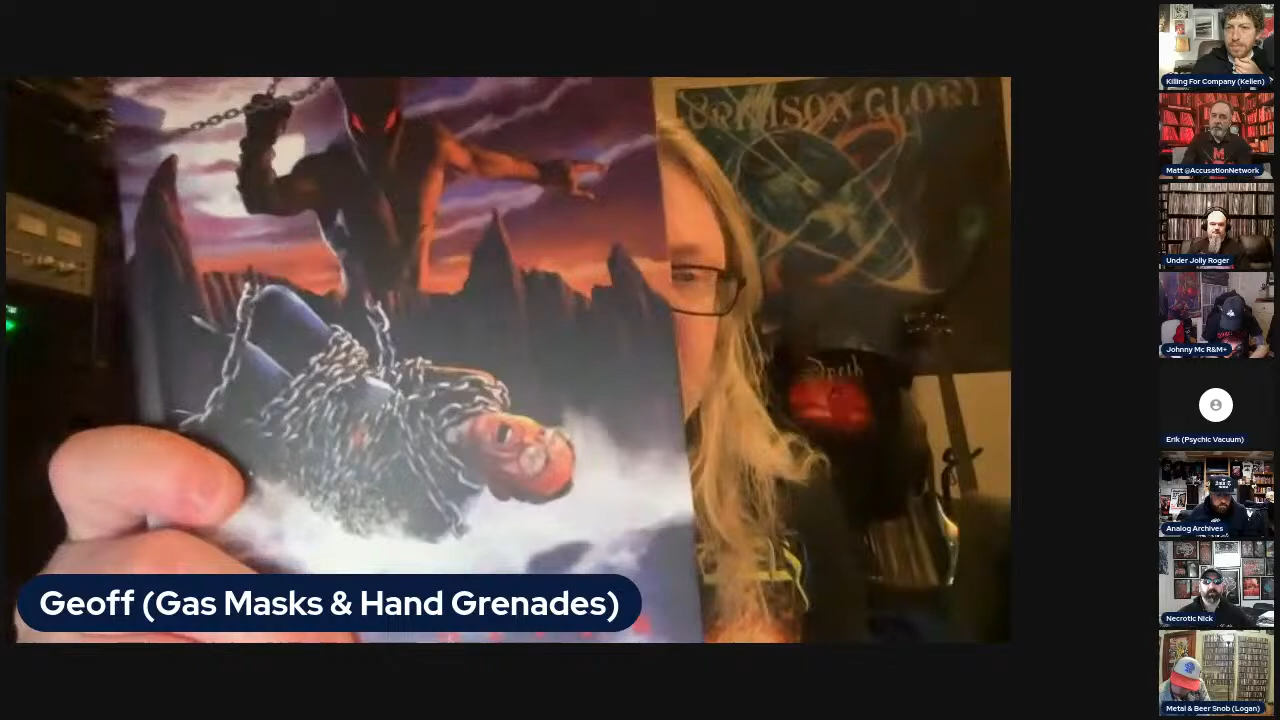 CRIMSON GLORY
Opeth
Geoff (Gas Masks & Hand Grenades)
Killing For Company (Kellen)
Matt @AccusationNetwork
Under Jolly Roger
Johnny Mc R&M+
Erik (Psychic Vacuum)
Analog Archives
Necrotic Nick
Metal & Beer Snob (Logan)